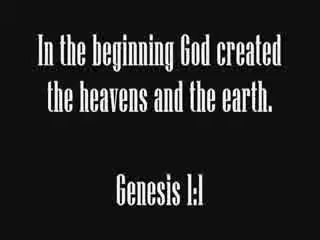 In the beginning God created
the heavens and the earth.
Genesis 1:1